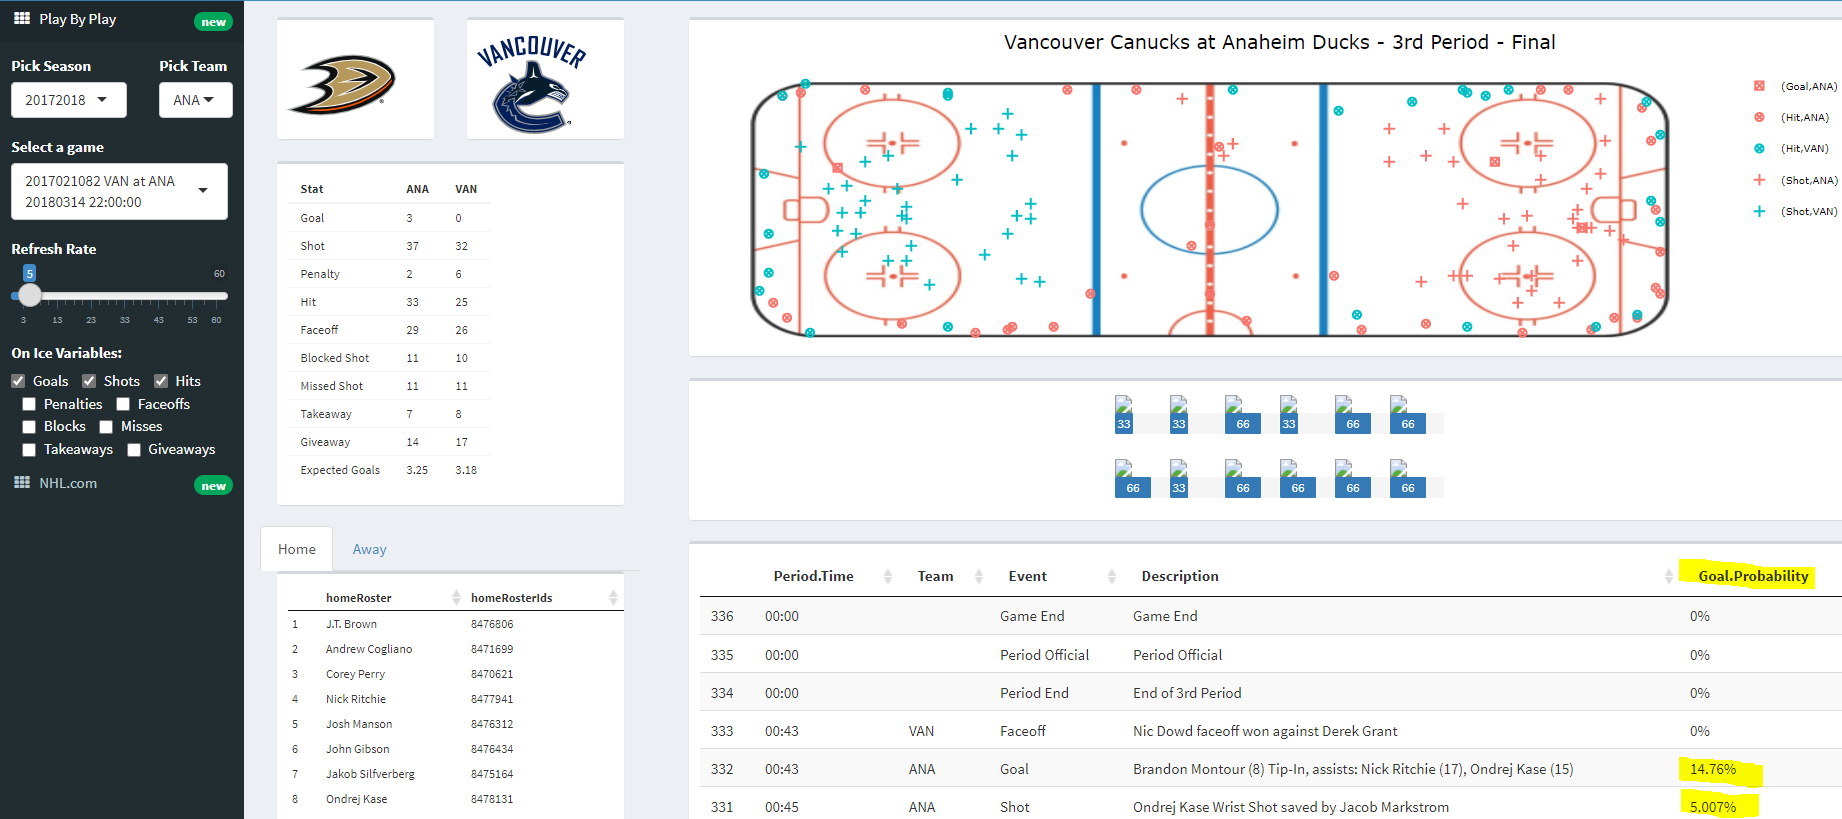 Play By Play new
Pick Season Pick Team
20172018 ANA
Select a game
2017021082 VAN at ANA
20180314 22:00:00
Refresh Rate
5 60
3 13 23 33 43 53 60
On Ice Variables:
Goals Shots Hits
Penalties Faceoffs
Blocks Misses
Takeaways Giveaways
NHL.com new
VANCOUVER
Stat ANA VAN
Goal 3 0
Shot 37 32
Penalty 2 6
Hit 33 25
Faceoff 29 26
Blocked Shot 11 10
Missed Shot 11 11
Takeaway 7 8
Giveaway 14 17
Expected Goals 3.25 3.18
Home Away
homeRoster homeRosterIds
1 J.T. Brown 8476806
2 Andrew Cogliano 8471699
3 Corey Perry 8470621
4 Nick Ritchie 8477941
5 Josh Manson 8476312
6 John Gibson 8476434
7 Jakob Silfverberg 8475164
8 Ondrej Kase 8478131
Vancouver Canucks at Anaheim Ducks - 3rd Period - Final
(Goal,ANA)
(Hit,ANA)
(Hit,VAN)
(Shot,ANA)
(Shot,VAN)
33 33 66 33 66 66
66 33 66 66 66 66
Period.Time Team Event Description Goal.Probability
336 00:00 Game End Game End 0%
335 00:00 Period Official Period Official 0%
334 00:00 Period End End of 3rd Period 0%
333 00:43 VAN Faceoff Nic Dowd faceoff won against Derek Grant 0%
332 00:43 ANA Goal Brandon Montour (8) Tip-In, assists: Nick Ritchie (17), Ondrej Kase (15) 14.76%
331 00:45 ANA Shot Ondrej Kase Wrist Shot saved by Jacob Markstrom 5.007%